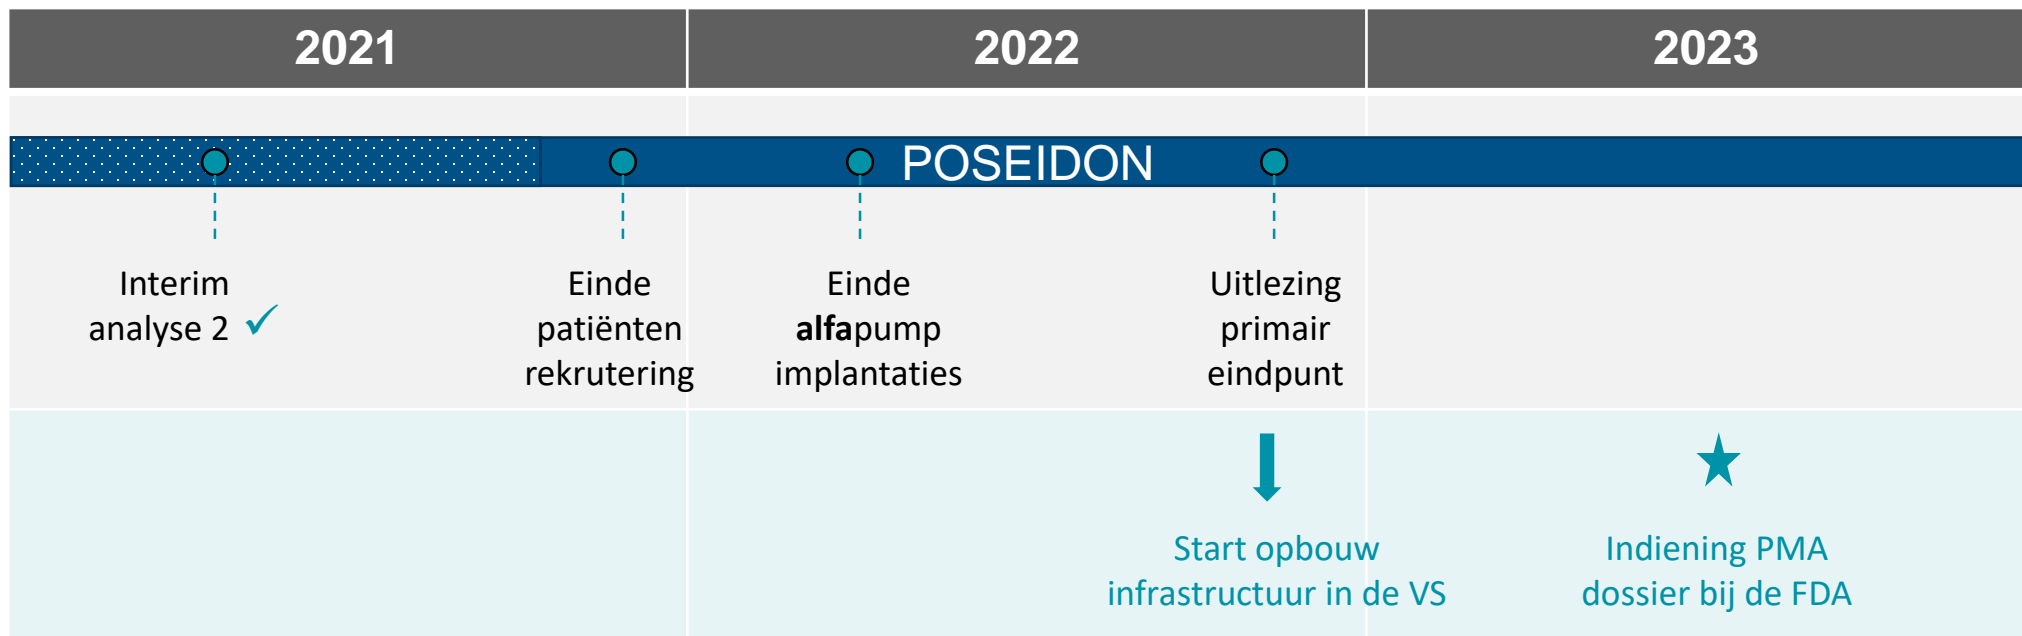 2021
2022
2023
POSEIDON
Interim
analyse 2 ✓
Einde
patiënten
rekrutering
Einde
alfapump
implantaties
Uitlezing
primair
eindpunt
Start opbouw
infrastructuur in de VS
Indiening PMA
dossier bij de FDA